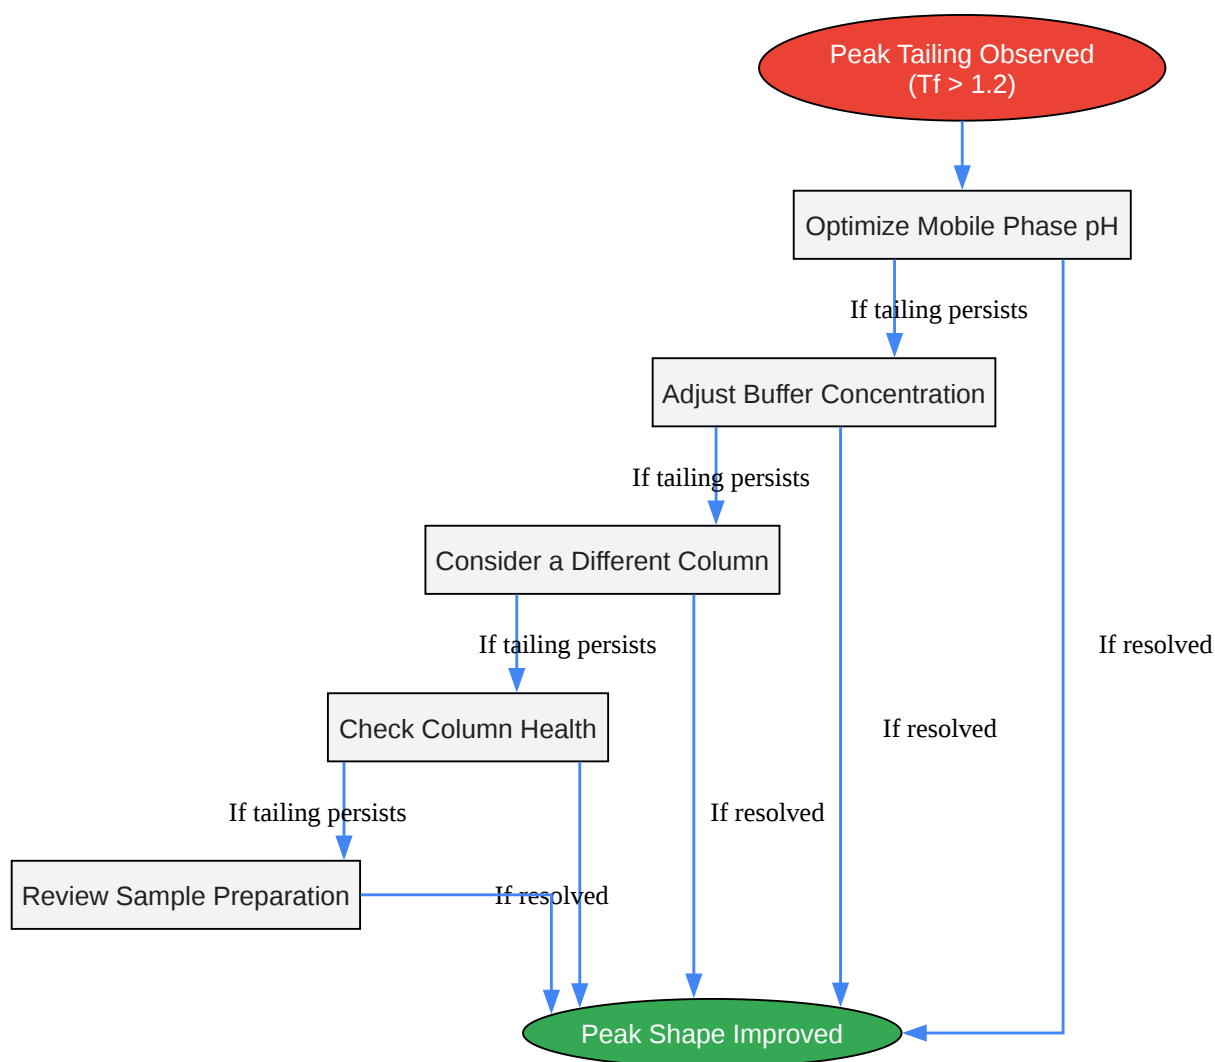 Peak Tailing Observed
(Tf > 1.2)
Optimize Mobile Phase pH
If tailing persists
Adjust Buffer Concentration
If tailing persists
Consider a Different Column
If tailing persists
If resolved
Check Column Health
If resolved
If tailing persists
If resolved
Review Sample Preparation
If resolved
Peak Shape Improved